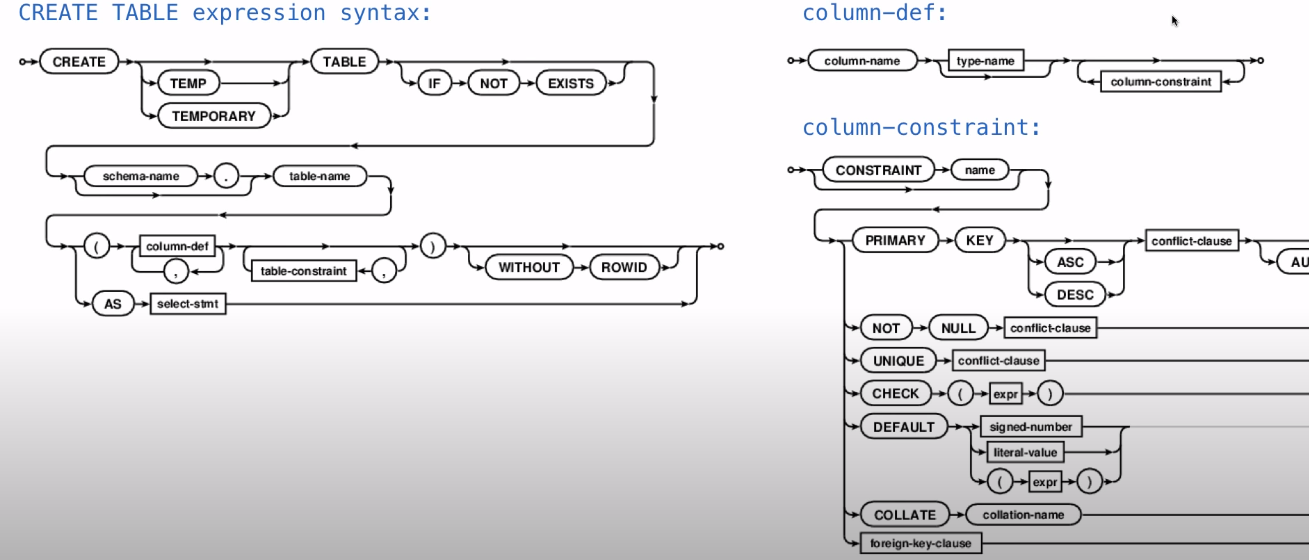 CREATE TABLE expression syntax:
CREATE TABLE
TEMP IF NOT EXISTS
TEMPORARY
schema-name . table-name
( column-def )
, table-constraint , WITHOUT ROWID
AS select-stmt
column-def:
column-name type-name
column-constraint
column-constraint:
CONSTRAINT name
PRIMARY KEY conflict-clause
ASC AU
DESC
NOT NULL conflict-clause
UNIQUE conflict-clause
CHECK ( expr )
DEFAULT signed-number
literal-value
( expr )
COLLATE collation-name
foreign-key-clause